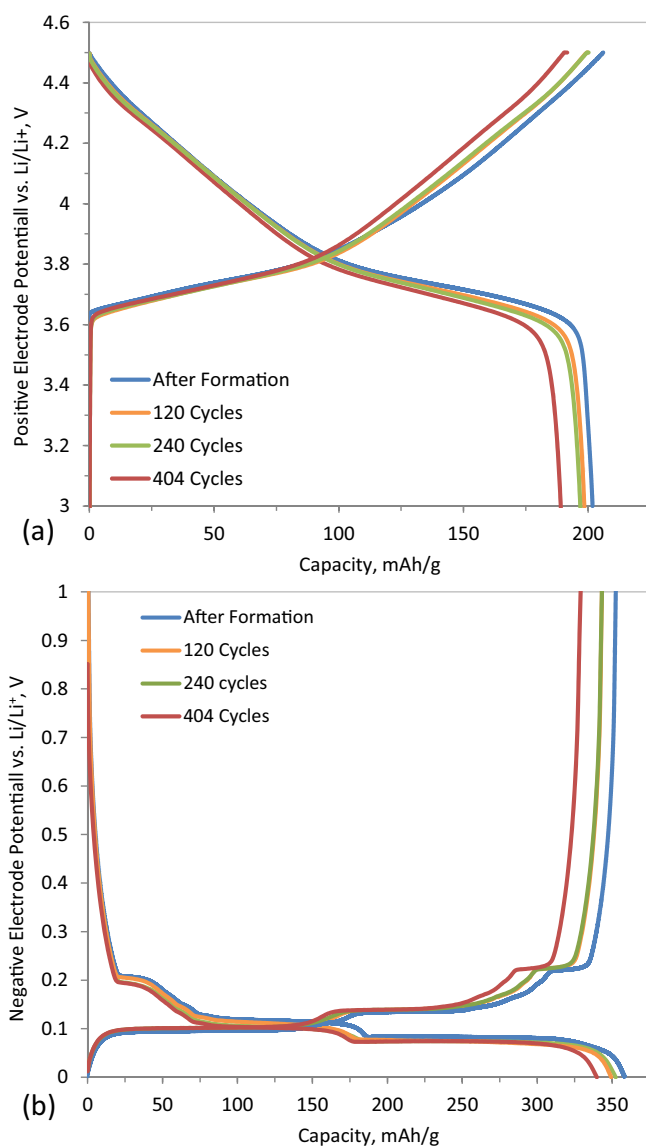 4.6
4.4
4.2
4
3.8
3.6
3.4
3.2
3
Positive Electrode Potentiall vs. Li/Li+, V
After Formation
120 Cycles
240 Cycles
404 Cycles
0 50 100 150 200
(a)
Capacity, mAh/g
1
0.9
0.8
0.7
0.6
0.5
0.4
0.3
0.2
0.1
0
Negative Electrode Potentiall vs. Li/Li⁺, V
After Formation
120 Cycles
240 cycles
404 Cycles
0 50 100 150 200 250 300 350
(b)
Capacity, mAh/g